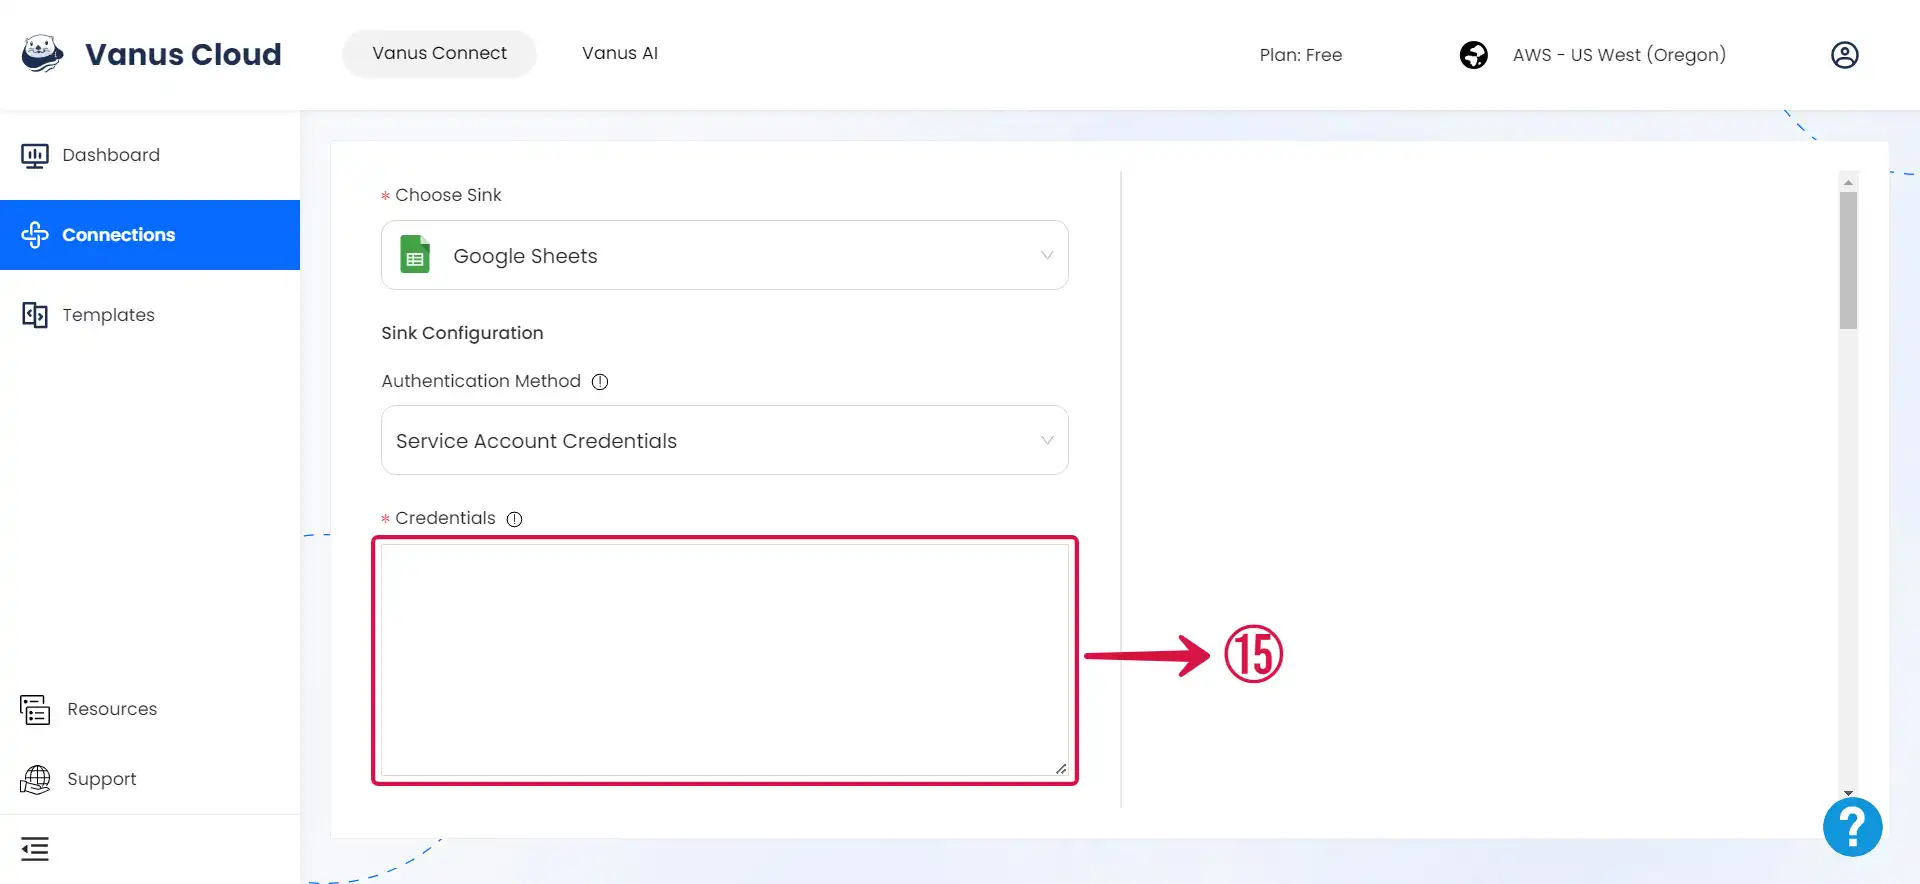 Vanus Cloud
Vanus Connect
Vanus AI
Plan: Free
AWS - US West (Oregon)
Dashboard
Connections
Templates
Resources
Support
* Choose Sink
Google Sheets
Sink Configuration
Authentication Method
Service Account Credentials
* Credentials
15
?